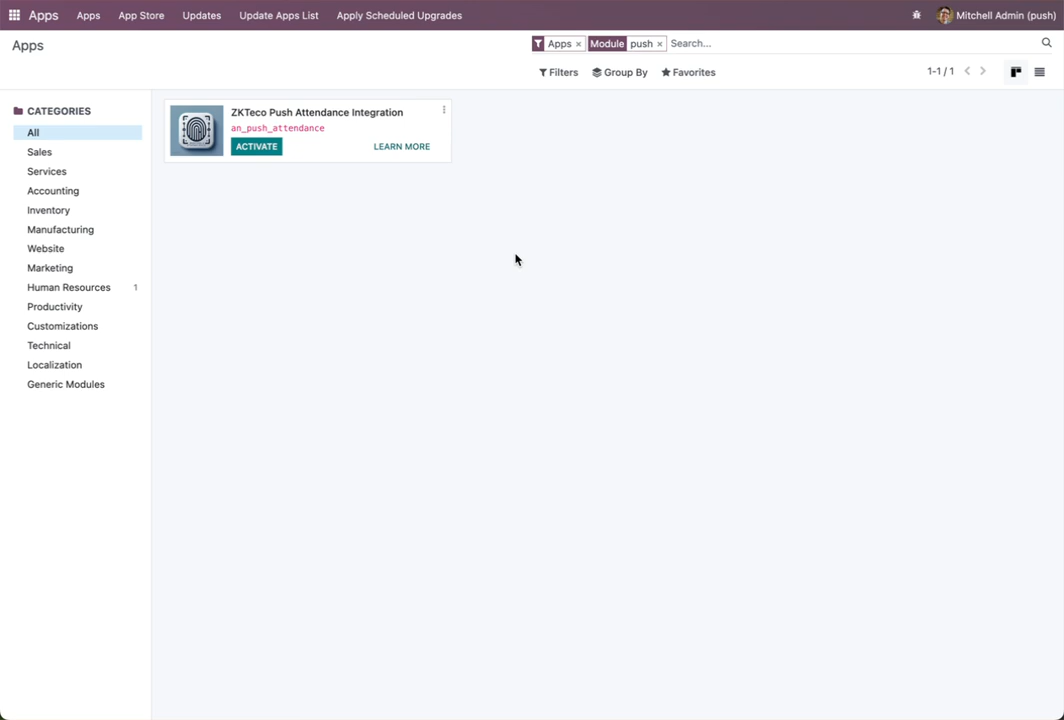 Apps Apps App Store Updates Update Apps List Apply Scheduled Upgrades Mitchell Admin (push)
Apps Apps × Module push × Search...
Filters Group By Favorites 1-1 / 1
CATEGORIES
All
Sales
Services
Accounting
Inventory
Manufacturing
Website
Marketing
Human Resources 1
Productivity
Customizations
Technical
Localization
Generic Modules
ZKTeco Push Attendance Integration
an_push_attendance
ACTIVATE LEARN MORE